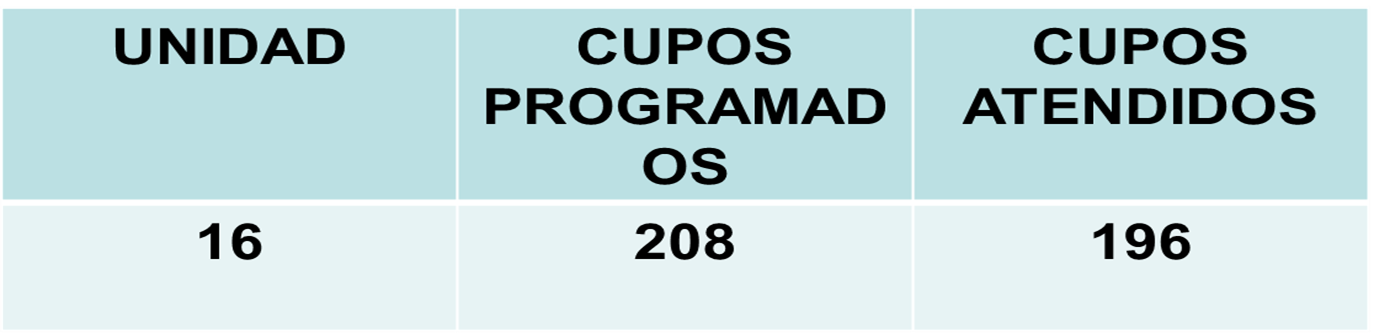 UNIDAD
CUPOS
PROGRAMAD
OS
CUPOS
ATENDIDOS
16
208
196